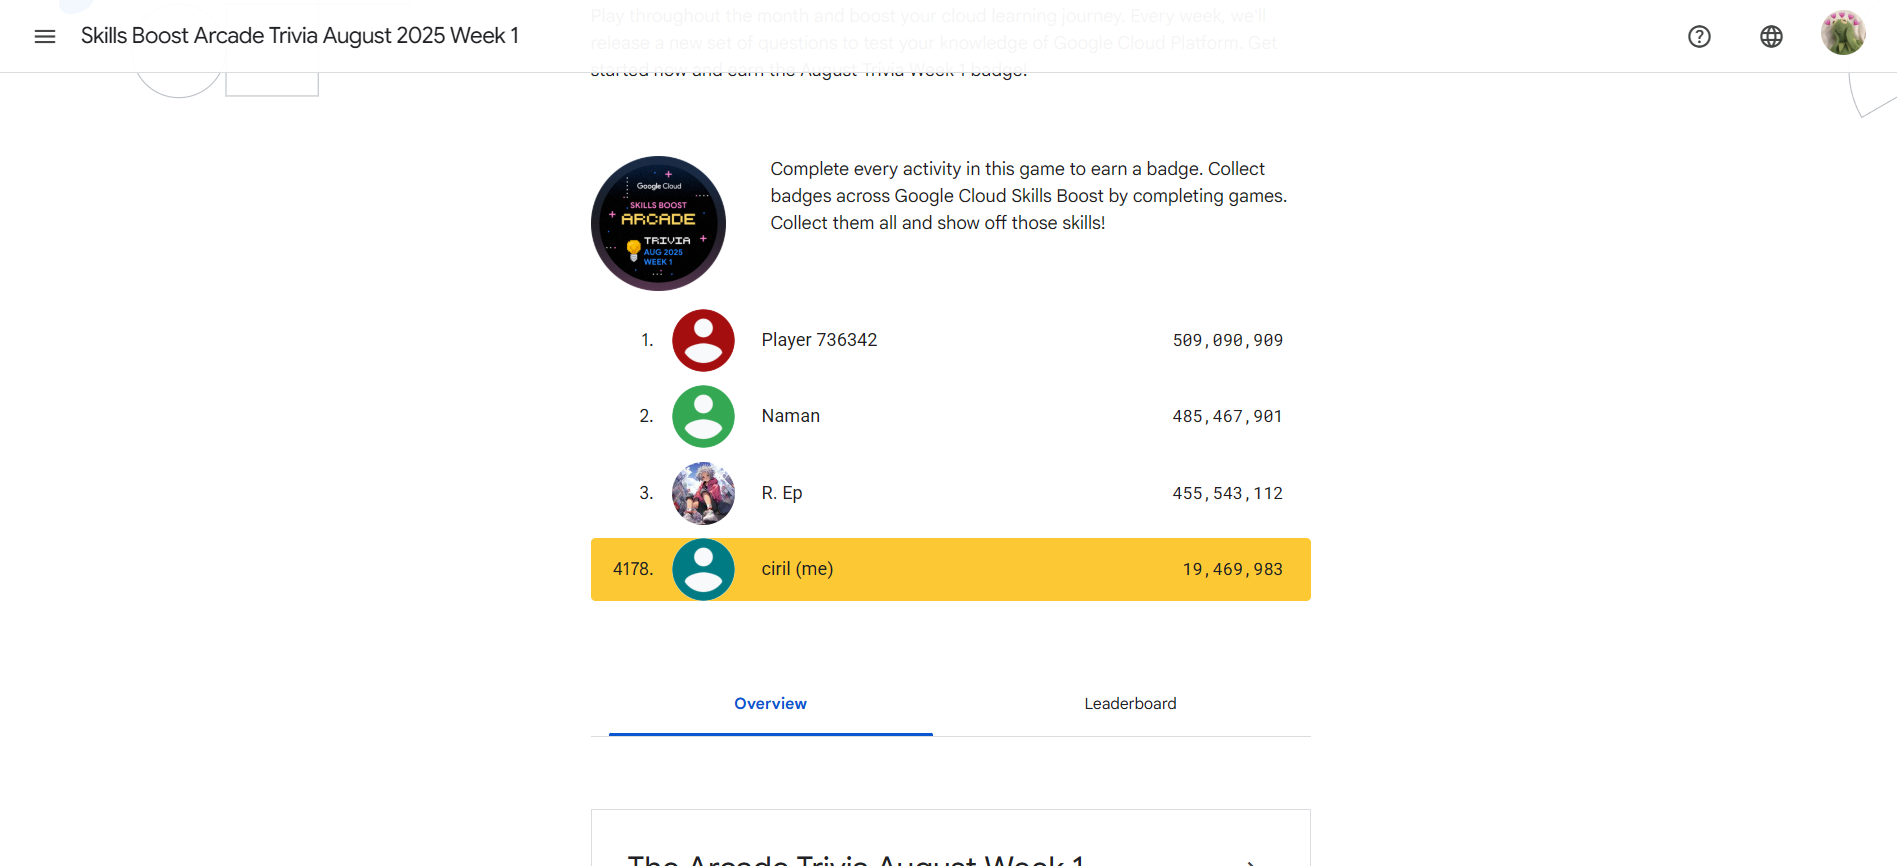 Skills Boost Arcade Trivia August 2025 Week 1
Play throughout the month and boost your cloud learning journey. Every week, we'll
release a new set of questions to test your knowledge of Google Cloud Platform. Get
started now and earn the August Trivia Week 1 badge!
Google Cloud
SKILLS BOOST
ARCADE
TRIVIA
AUG 2025
WEEK 1
Complete every activity in this game to earn a badge. Collect
badges across Google Cloud Skills Boost by completing games.
Collect them all and show off those skills!
1. Player 736342 509,090,909
2. Naman 485,467,901
3. R. Ep 455,543,112
4178. ciril (me) 19,469,983
Overview Leaderboard
The Arcade Trivia August Week 1